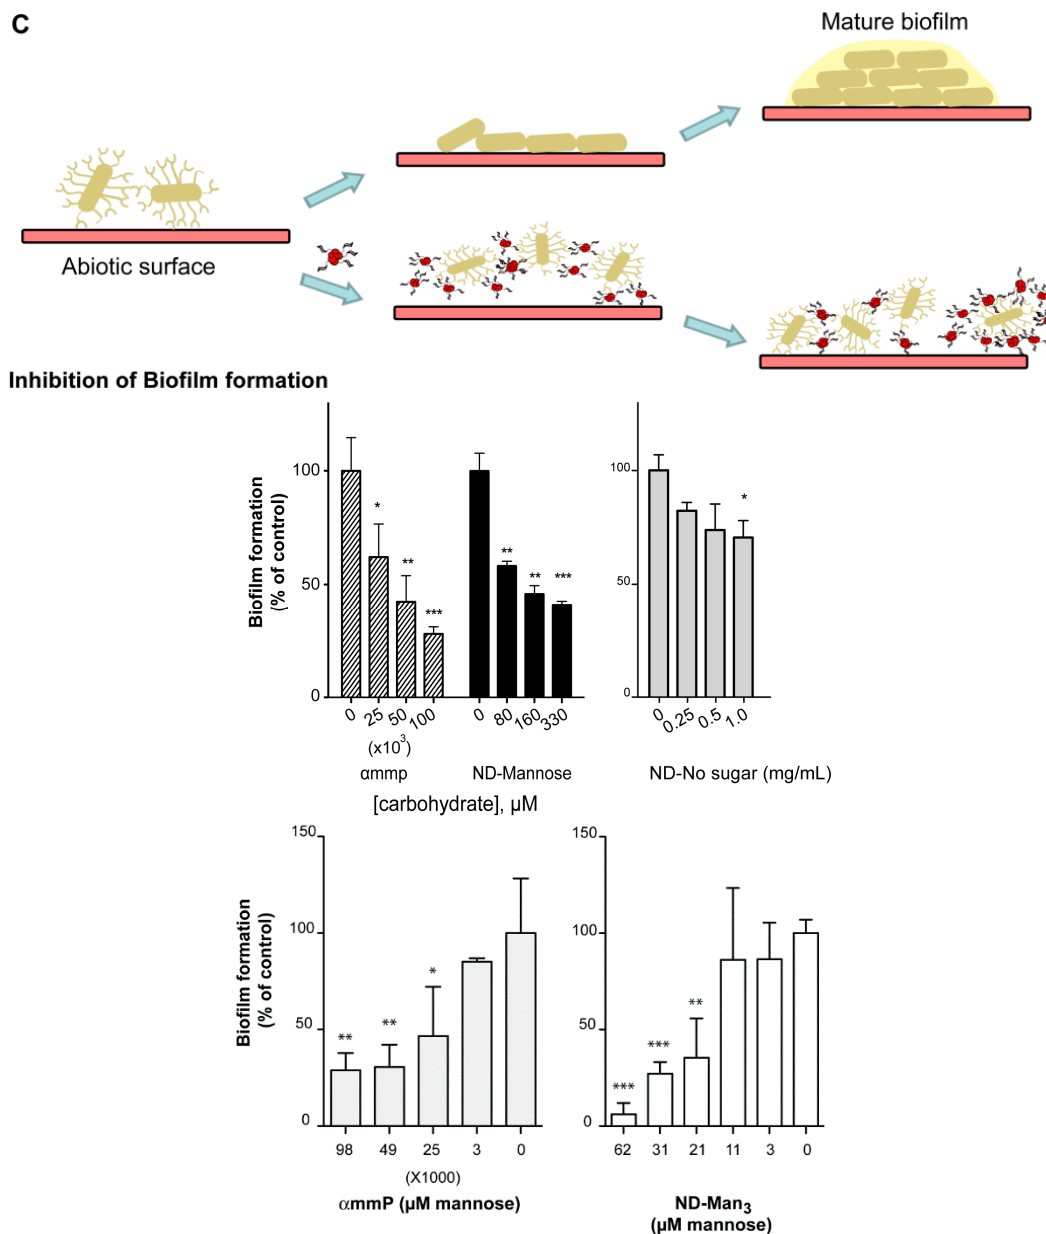 C
Mature biofilm
Abiotic surface
Inhibition of Biofilm formation
Biofilm formation
(% of control)
100
50
0
*
**
***
**
**
***
0 25 50 100
(x10³)
αmmp
0 80 160 330
ND-Mannose
[carbohydrate], µM
100
50
0
*
0 0.25 0.5 1.0
ND-No sugar (mg/mL)
Biofilm formation
(% of control)
150
100
50
0
**
**
*
98 49 25 3 0
(X1000)
αmmP (µM mannose)
150
100
50
0
***
***
**
62 31 21 11 3 0
ND-Man₃
(µM mannose)